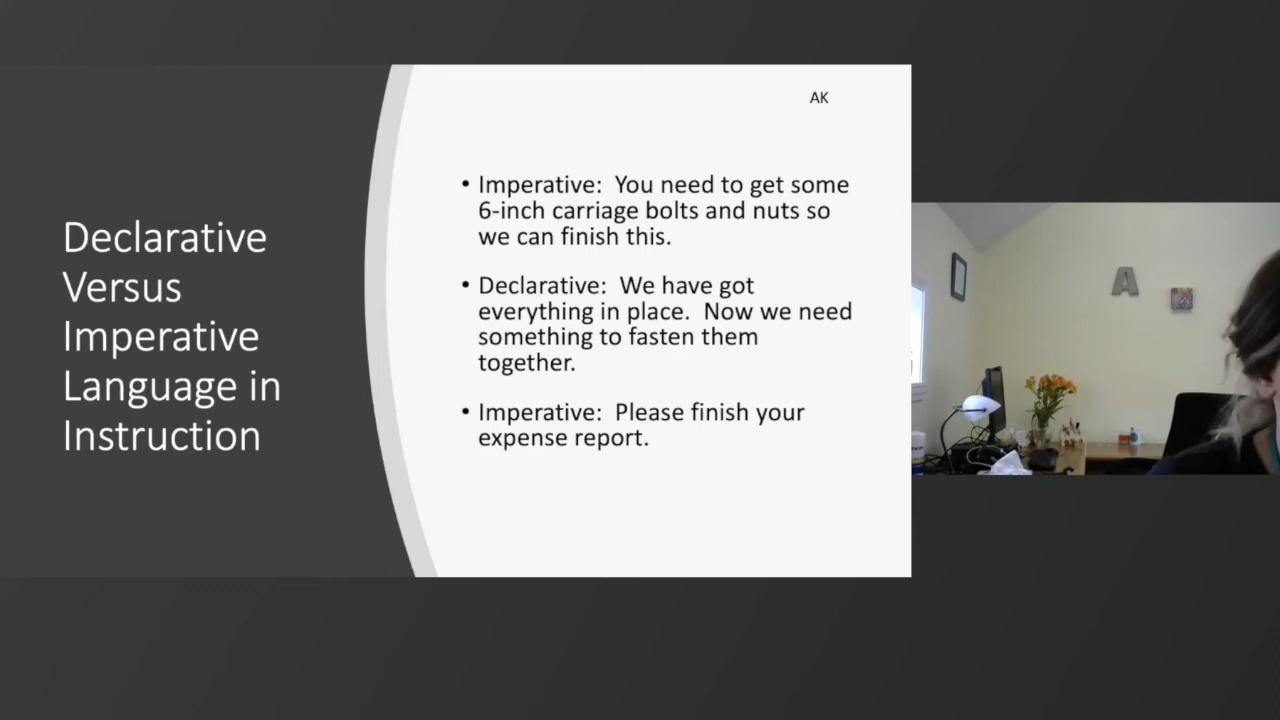 AK
Declarative
Versus
Imperative
Language in
Instruction
• Imperative:  You need to get some
6-inch carriage bolts and nuts so
we can finish this.
• Declarative:  We have got
everything in place.  Now we need
something to fasten them
together.
• Imperative:  Please finish your
expense report.
A